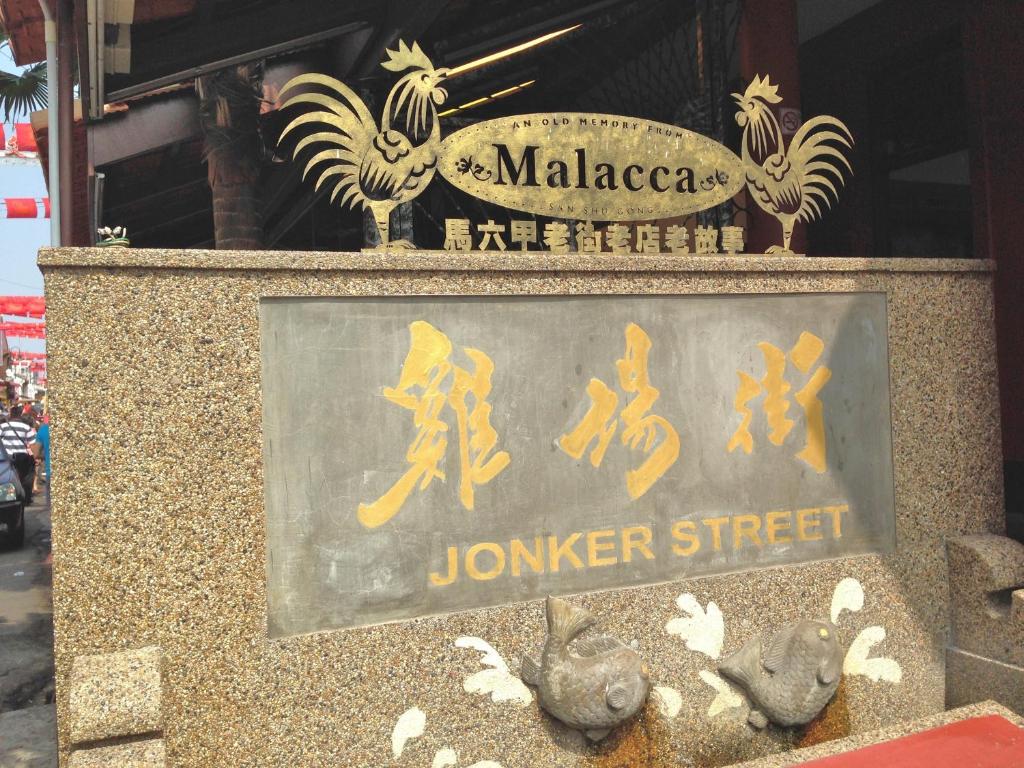 AN OLD MEMORY FROM
Malacca
SAN SHU GONG
馬六甲老街老店老故事
雞場街
JONKER STREET